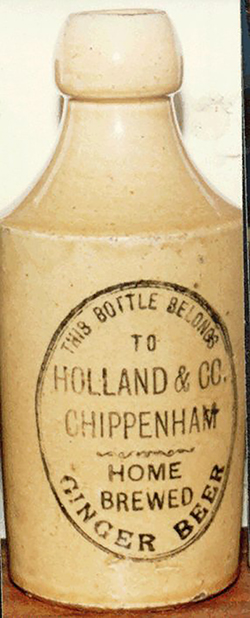 THIS BOTTLE BELONGS
TO
HOLLAND & CO.
CHIPPENHAM
HOME
BREWED
GINGER BEER